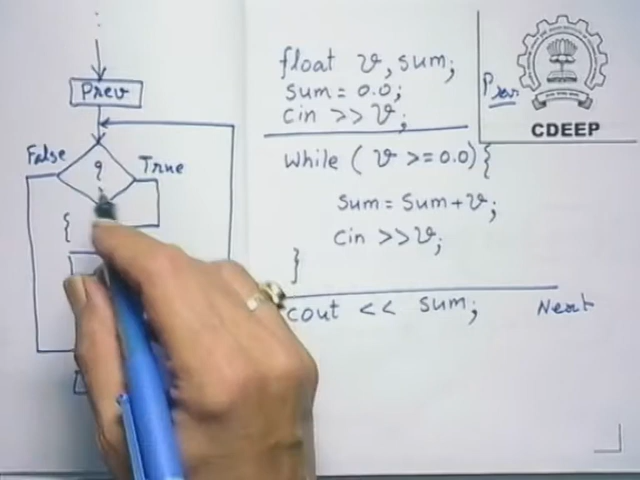 Prev
False
?
True
{
float v, sum;
sum = 0.0;
cin >> v;
Prev
CDEEP
while ( v >= 0.0) {
sum = sum + v;
cin >> v;
}
cout << sum;
Next